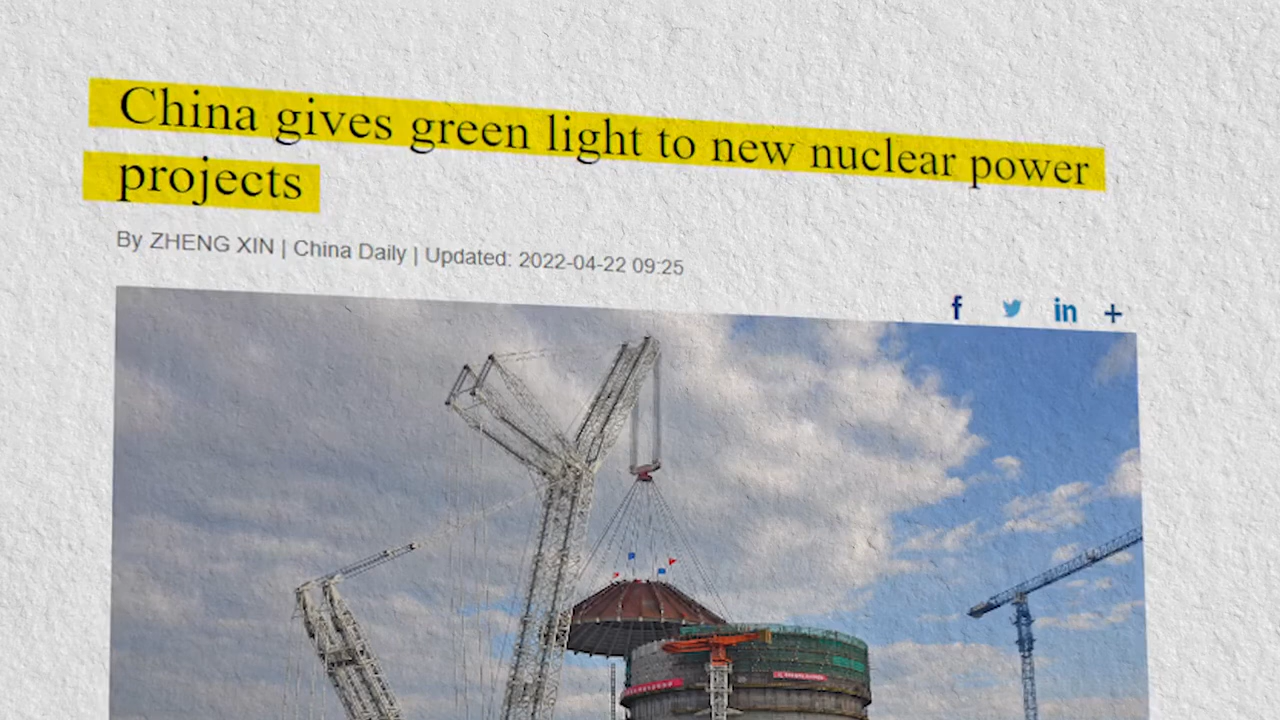 China gives green light to new nuclear power
projects
By ZHENG XIN | China Daily | Updated: 2022-04-22 09:25
f in +